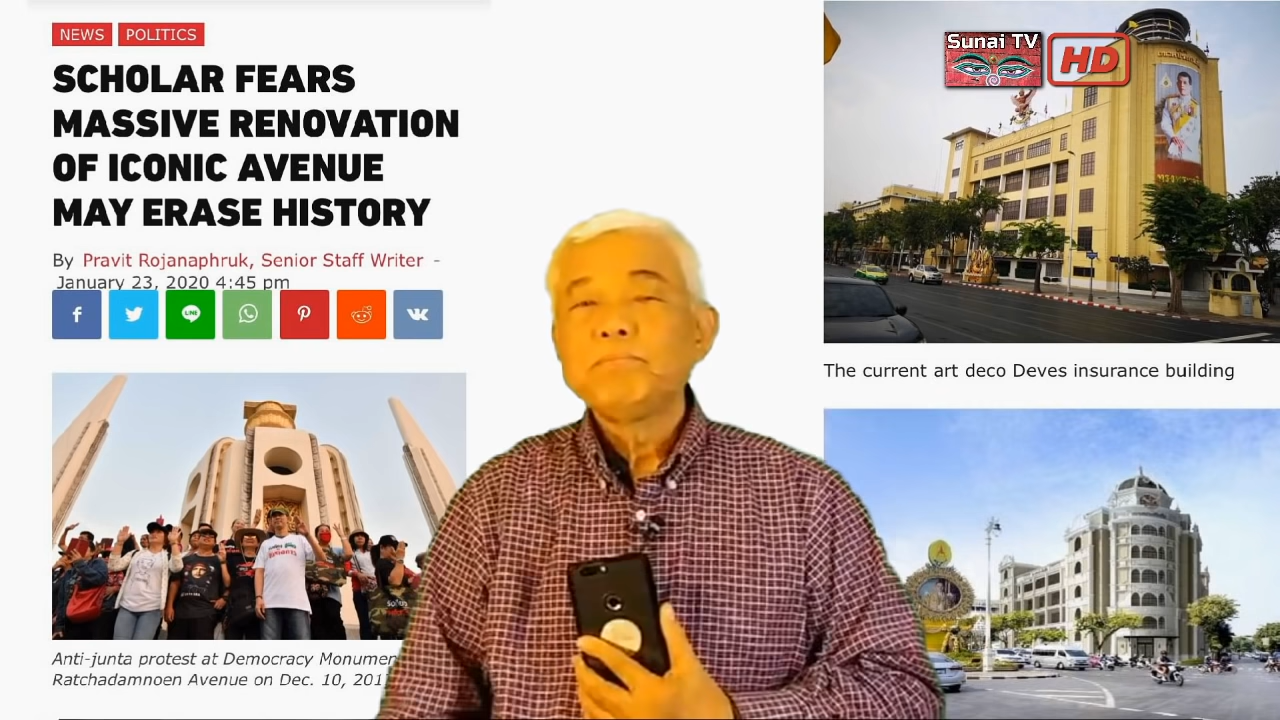 NEWS POLITICS
SCHOLAR FEARS
MASSIVE RENOVATION
OF ICONIC AVENUE
MAY ERASE HISTORY
By Pravit Rojanaphruk, Senior Staff Writer -
January 23, 2020 4:45 pm
Anti-junta protest at Democracy
Ratchadamnoen Avenue on Dec. 10,
Sunai TV
HD
The current art deco Deves insurance building